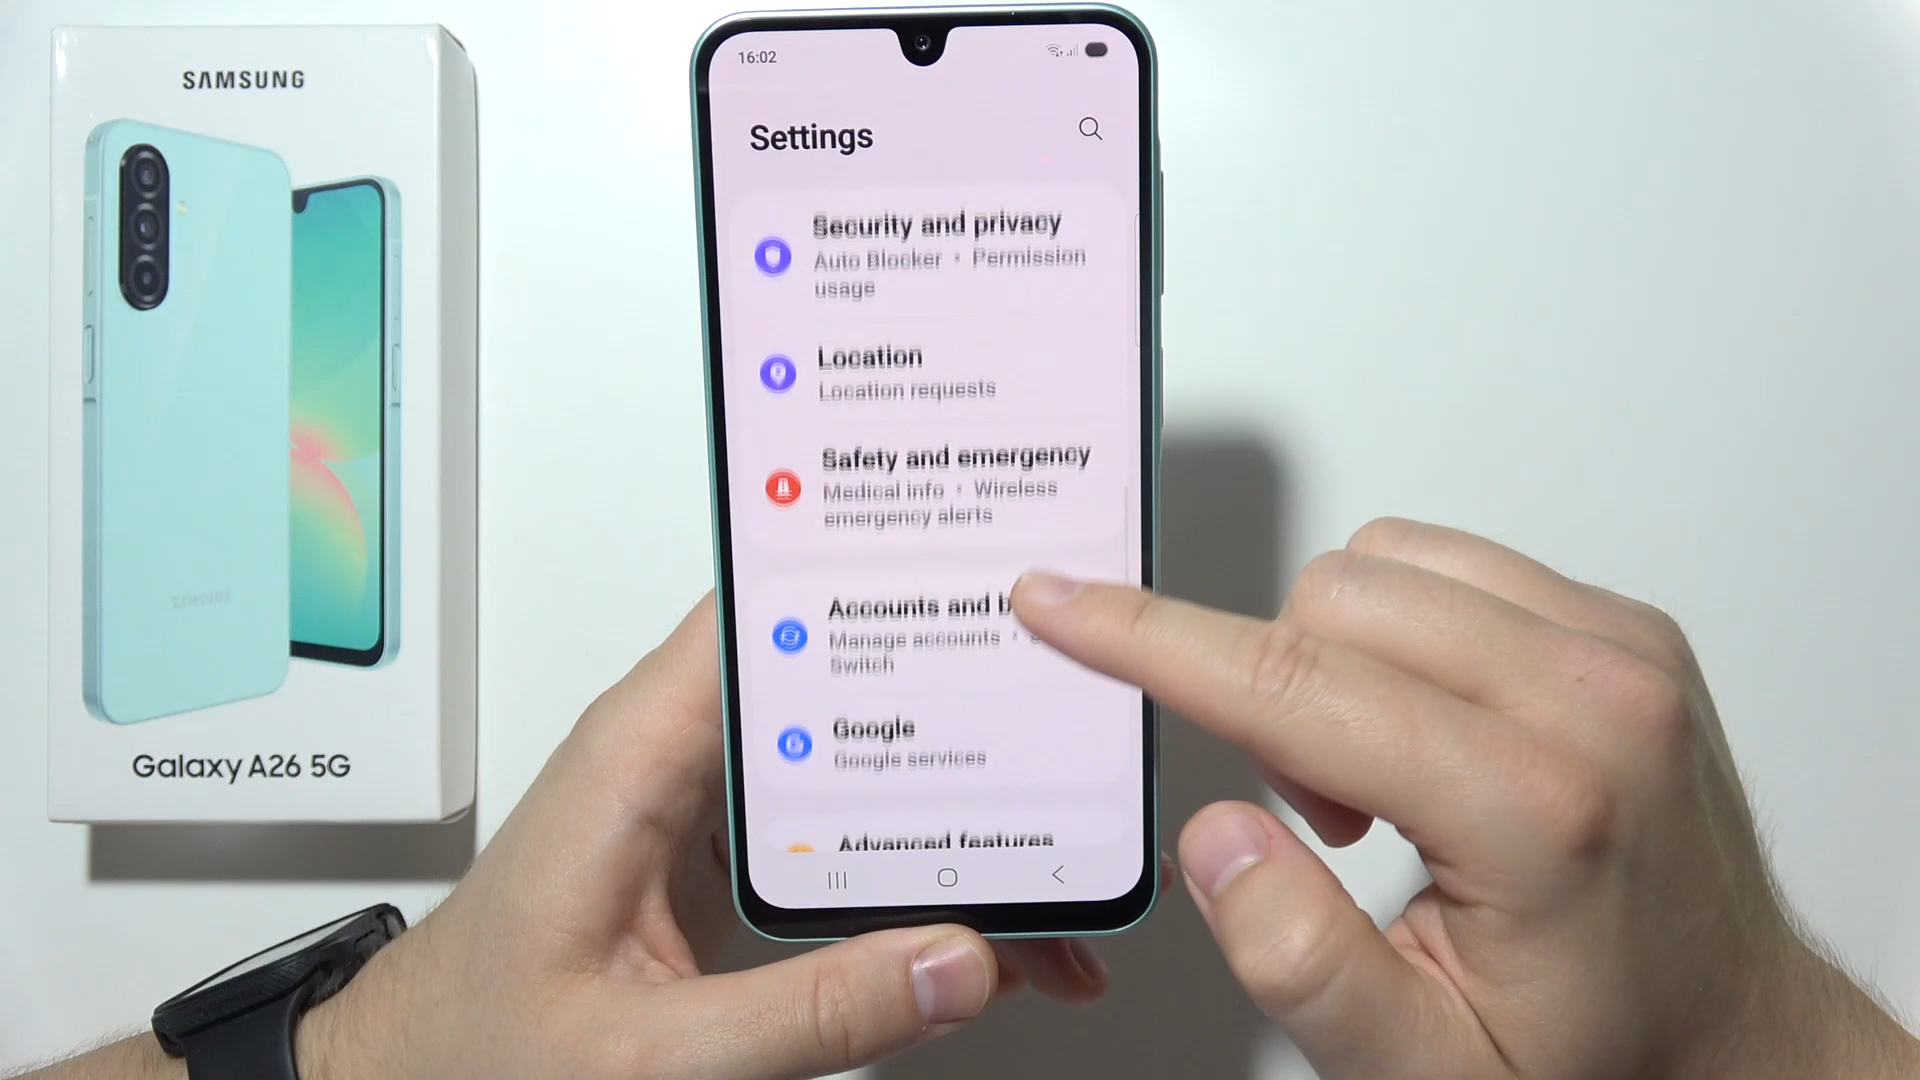 SAMSUNG
Galaxy A26 5G
SAMSUNG
16:02
Settings
Security and privacy
Auto Blocker • Permission
usage
Location
Location requests
Safety and emergency
Medical info • Wireless
emergency alerts
Accounts and
Manage accounts •
Switch
Google
Google services
Advanced features